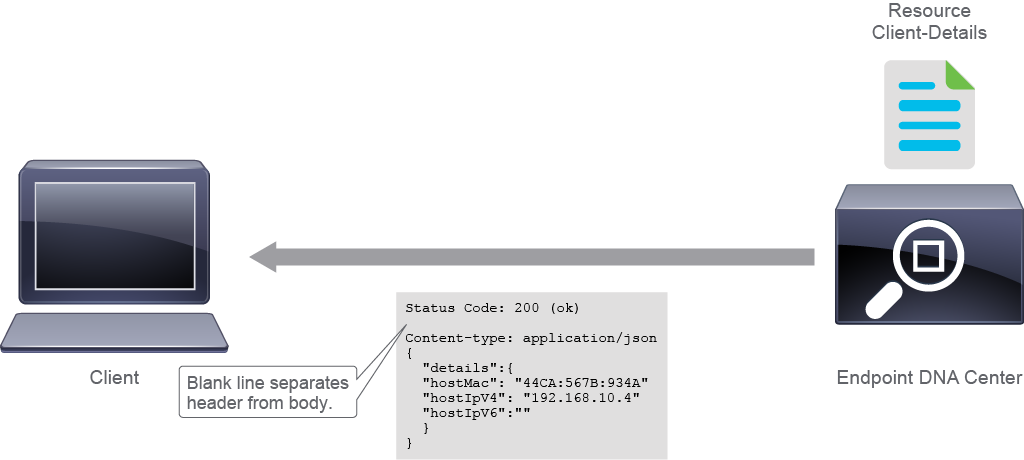 Resource
Client-Details
Status Code: 200 (ok)
Content-type: application/json
{
"details":{
"hostMac": "44CA:567B:934A"
"hostIpV4": "192.168.10.4"
"hostIpV6":""
}
}
Blank line separates
header from body.
Client
Endpoint DNA Center